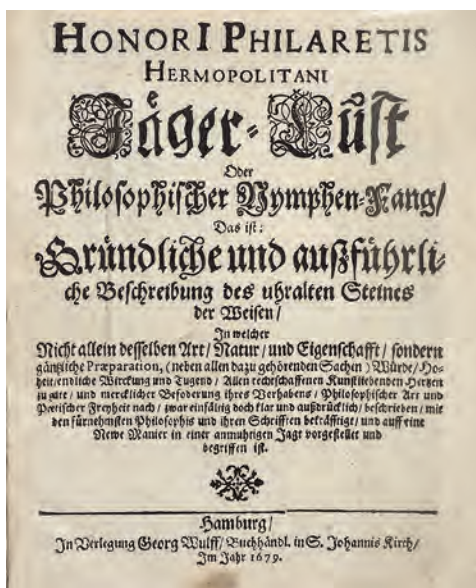 HONORI PHILARETIS
HERMOPOLITANI
Jäger-Lust
Oder
Philosophischer Nymphen-Fang/
Das ist:
Gründliche und außführli-
che Beschreibung des uhralten Steines
der Weisen/
In welcher
Nicht allein desselben Art/ Natur/ und Eigenschafft/ sondern
gäntzliche Præparation, (neben allen dazu gehörenden Sachen) Würde/ Ho-
heit/ endliche Wirckung und Tugend/ Allen rechtschaffenen Kunstliebenden Hertzen
zu gute/ und mercklicher Befoderung ihres Vorhabens/ Philosophischer Art und
Poetischer Freyheit nach/ zwar einfältig doch klar und außdrücklich/ beschrieben/ mit
den fürnehmsten Philosophis und ihren Schrifften bekräfftiget/ und auff eine
Newe Manier in einer anmuhtigen Jagt vorgestellet und
begriffen ist.
Hamburg/
In Verlegung Georg Wulff/ Buchhändl. in S. Johannis Kirch/
Im Jahr 1679.